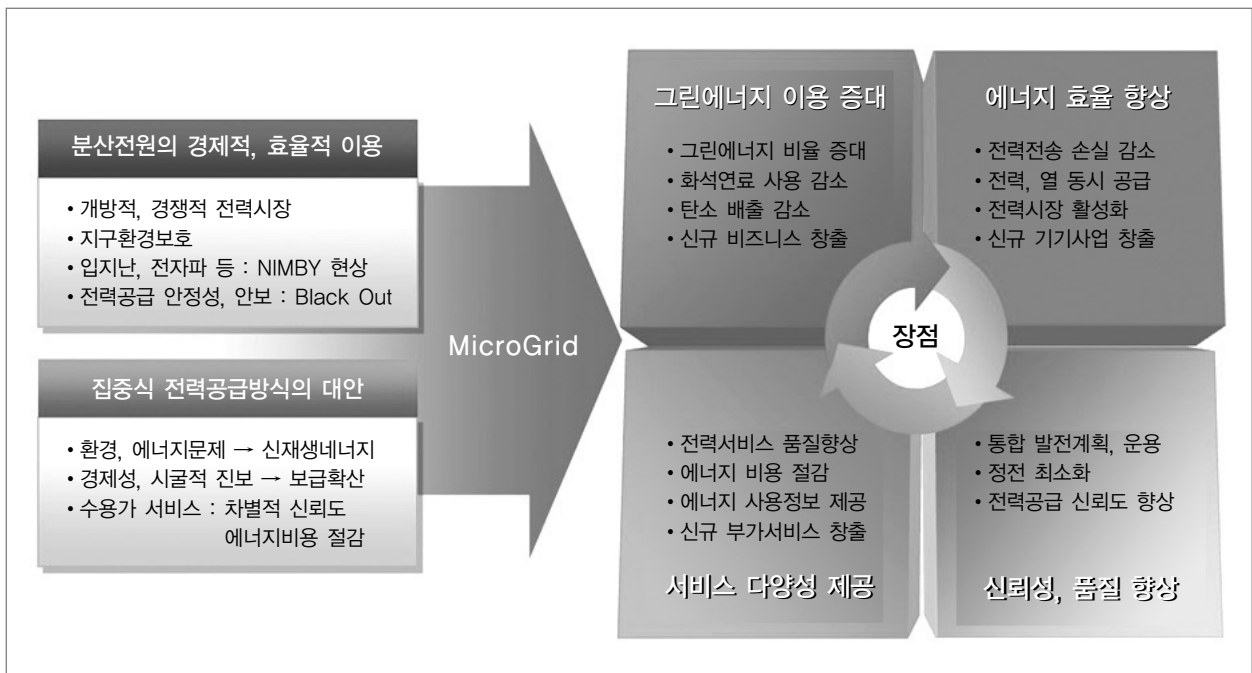 분산전원의 경제적, 효율적 이용
• 개방적, 경쟁적 전력시장
• 지구환경보호
• 입지난, 전자파 등 : NIMBY 현상
• 전력공급 안정성, 안보 : Black Out
집중식 전력공급방식의 대안
• 환경, 에너지문제 → 신재생네너지
• 경제성, 시굴적 진보 → 보급확산
• 수용가 서비스 : 차별적 신뢰도
에너지비용 절감
MicroGrid
그린에너지 이용 증대
• 그린에너지 비율 증대
• 화석연료 사용 감소
• 탄소 배출 감소
• 신규 비즈니스 창출
에너지 효율 향상
• 전력전송 손실 감소
• 전력, 열 동시 공급
• 전력시장 활성화
• 신규 기기사업 창출
장점
• 전력서비스 품질향상
• 에너지 비용 절감
• 에너지 사용정보 제공
• 신규 부가서비스 창출
서비스 다양성 제공
• 통합 발전계획, 운용
• 정전 최소화
• 전력공급 신뢰도 향상
신뢰성, 품질 향상